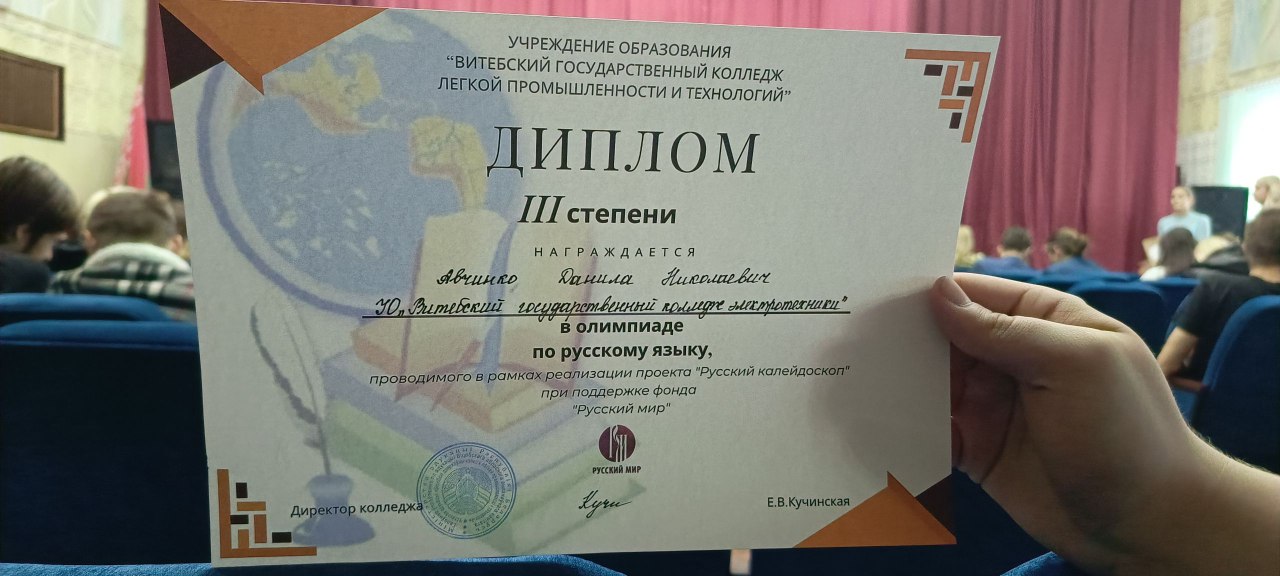 УЧРЕЖДЕНИЕ ОБРАЗОВАНИЯ
“ВИТЕБСКИЙ ГОСУДАРСТВЕННЫЙ КОЛЛЕДЖ
ЛЕГКОЙ ПРОМЫШЛЕННОСТИ И ТЕХНОЛОГИЙ”
ДИПЛОМ
III степени
НАГРАЖДАЕТСЯ
Авчинко Данила Николаевич
УО „Витебский государственный колледж электротехники"
в олимпиаде
по русскому языку,
проводимого в рамках реализации проекта "Русский калейдоскоп"
при поддержке фонда
"Русский мир"
РУССКИЙ МИР
Директор колледжа
Е.В.Кучинская